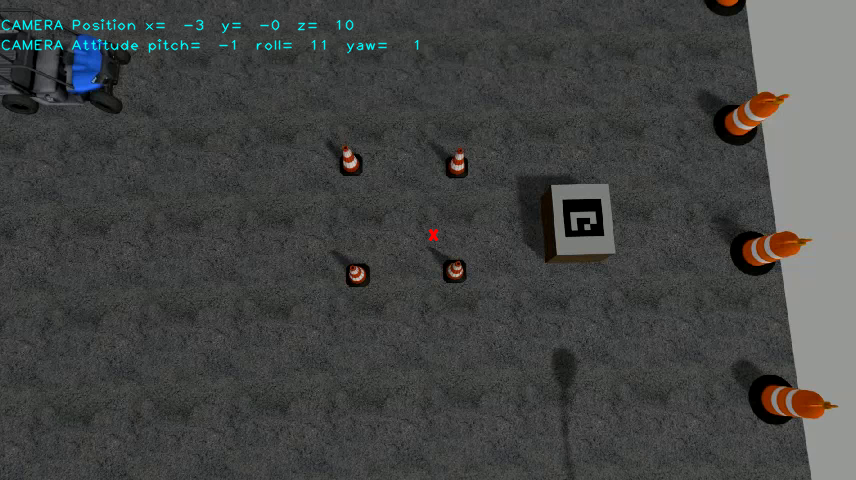 CAMERA Position x= -3 y= -0 z= 10
CAMERA Attitude pitch= -1 roll= 11 yaw= 1
x